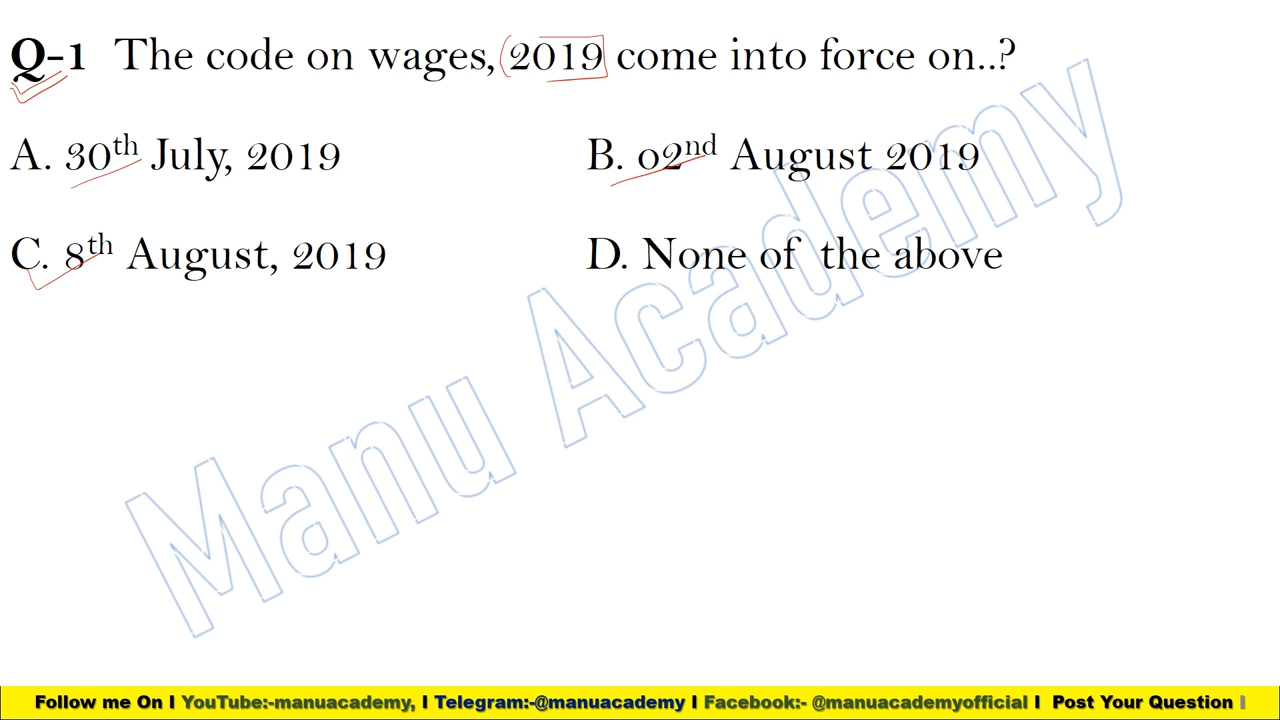 Q-1 The code on wages, 2019 come into force on..?
A. 30th July, 2019 B. 02nd August 2019
C. 8th August, 2019 D. None of the above
Manu Academy
Follow me On I YouTube:-manuacademy, I Telegram:-@manuacademy I Facebook:- @manuacademyofficial I Post Your Question I